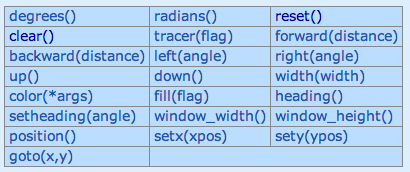 degrees() radians() reset()
clear() tracer(flag) forward(distance)
backward(distance) left(angle) right(angle)
up() down() width(width)
color(*args) fill(flag) heading()
setheading(angle) window_width() window_height()
position() setx(xpos) sety(ypos)
goto(x,y)